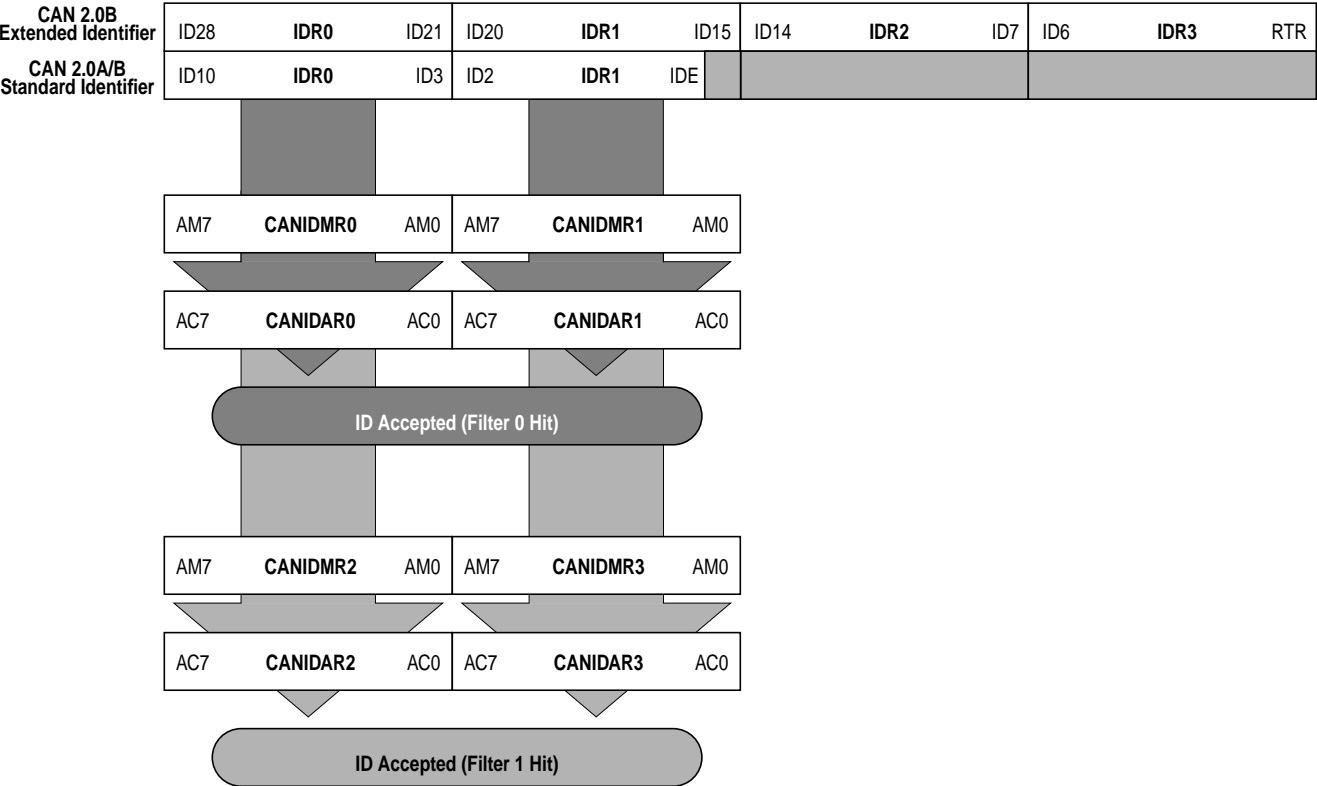 CAN 2.0B
Extended Identifier
ID28 IDR0 ID21 ID20 IDR1 ID15 ID14 IDR2 ID7 ID6 IDR3 RTR
CAN 2.0A/B
Standard Identifier
ID10 IDR0 ID3 ID2 IDR1 IDE
AM7 CANIDMR0 AM0 AM7 CANIDMR1 AM0
AC7 CANIDAR0 AC0 AC7 CANIDAR1 AC0
ID Accepted (Filter 0 Hit)
AM7 CANIDMR2 AM0 AM7 CANIDMR3 AM0
AC7 CANIDAR2 AC0 AC7 CANIDAR3 AC0
ID Accepted (Filter 1 Hit)